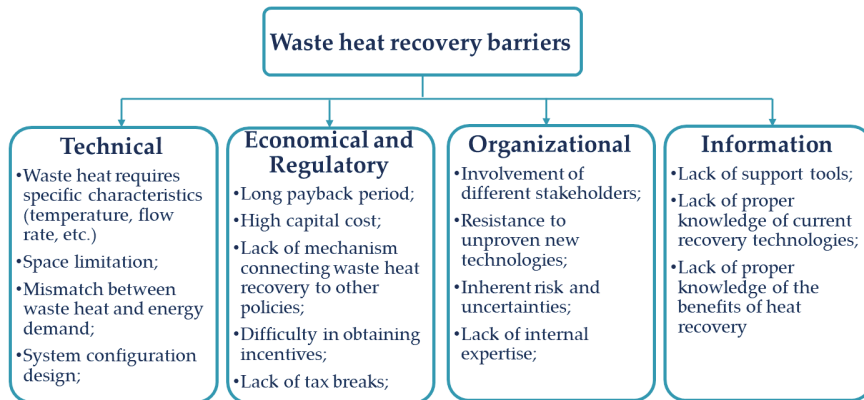 Waste heat recovery barriers
Technical
•Waste heat requires
specific characteristics
(temperature, flow
rate, etc.)
•Space limitation;
•Mismatch between
waste heat and energy
demand;
•System configuration
design;
Economical and
Regulatory
•Long payback period;
•High capital cost;
•Lack of mechanism
connecting waste heat
recovery to other
policies;
•Difficulty in obtaining
incentives;
•Lack of tax breaks;
Organizational
•Involvement of
different stakeholders;
•Resistance to
unproven new
technologies;
•Inherent risk and
uncertainties;
•Lack of internal
expertise;
Information
•Lack of support tools;
•Lack of proper
knowledge of current
recovery technologies;
•Lack of proper
knowledge of the
benefits of heat
recovery